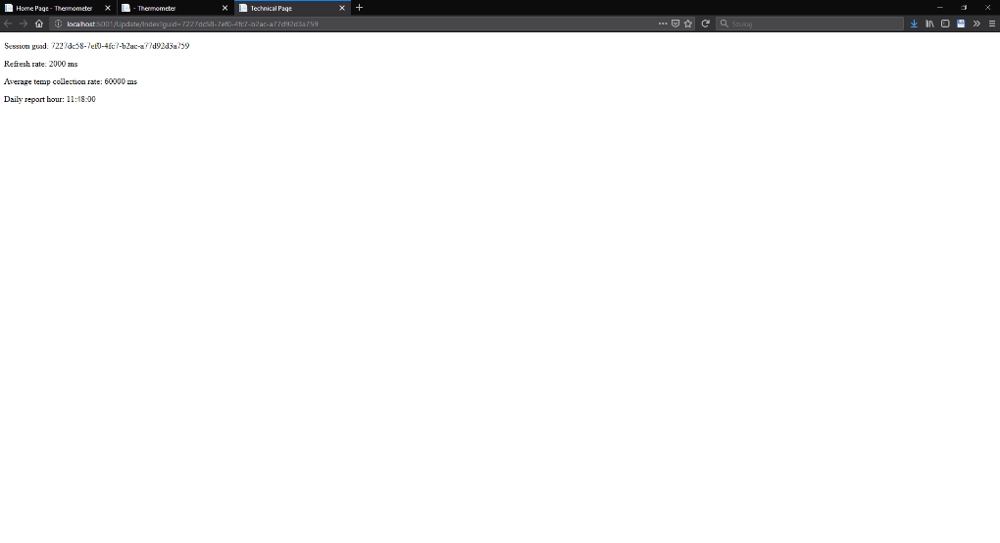 Home Page - Thermometer
- Thermometer
Technical Page
localhost:5001/Update/Index?guid=7227dc58-7ef0-4fc7-b2ac-a77d92d3a759
Szukaj
Session guid: 7227dc58-7ef0-4fc7-b2ac-a77d92d3a759
Refresh rate: 2000 ms
Average temp collection rate: 60000 ms
Daily report hour: 11:48:00